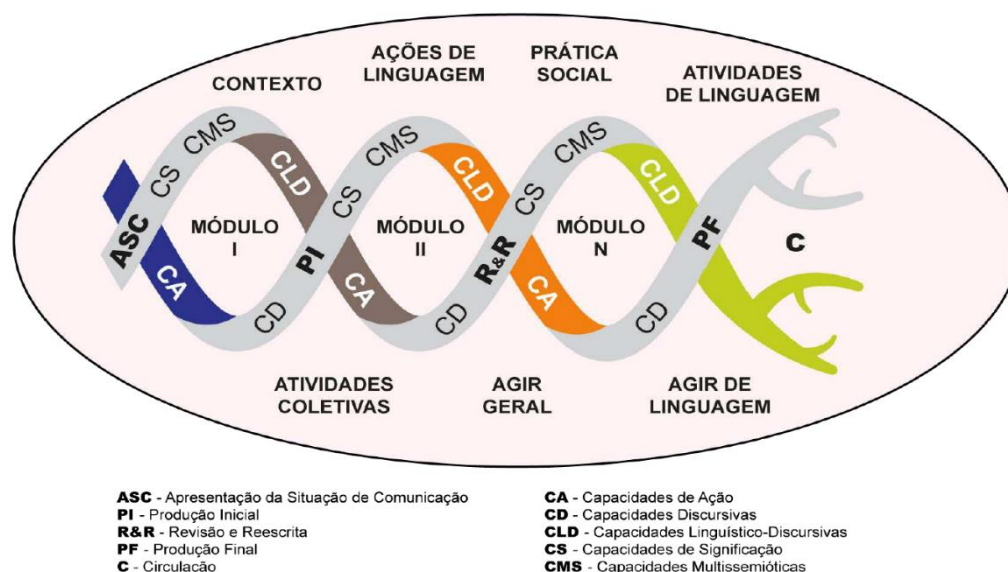 AÇÕES DE
LINGUAGEM
PRÁTICA
SOCIAL
CONTEXTO
ATIVIDADES
DE LINGUAGEM
ASC
CS
CMS
CLD
CA
MÓDULO
I
CD
PI
CS
CMS
CLD
CA
MÓDULO
II
CD
R&R
CS
CMS
CLD
CA
MÓDULO
N
CD
PF
C
ATIVIDADES
COLETIVAS
AGIR
GERAL
AGIR DE
LINGUAGEM
ASC - Apresentação da Situação de Comunicação
PI - Produção Inicial
R&R - Revisão e Reescrita
PF - Produção Final
C - Circulação
CA - Capacidades de Ação
CD - Capacidades Discursivas
CLD - Capacidades Linguístico-Discursivas
CS - Capacidades de Significação
CMS - Capacidades Multissemióticas